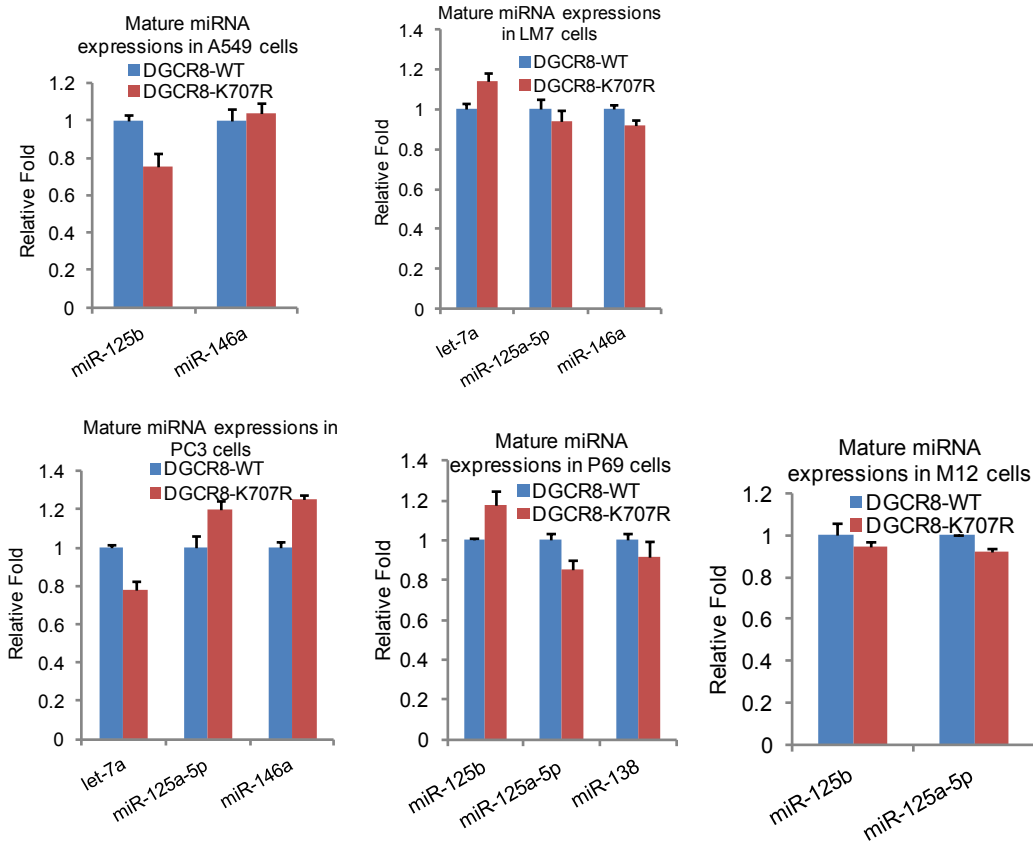 Mature miRNA
expressions in A549 cells
DGCR8-WT
DGCR8-K707R
1.2
1
0.8
0.6
0.4
0.2
0
Relative Fold
miR-125b
miR-146a
Mature miRNA expressions
in LM7 cells
DGCR8-WT
DGCR8-K707R
1.4
1.2
1
0.8
0.6
0.4
0.2
0
Relative Fold
let-7a
miR-125a-5p
miR-146a
Mature miRNA expressions in
PC3 cells
DGCR8-WT
DGCR8-K707R
1.4
1.2
1
0.8
0.6
0.4
0.2
0
Relative Fold
let-7a
miR-125a-5p
miR-146a
Mature miRNA
expressions in P69 cells
DGCR8-WT
DGCR8-K707R
1.4
1.2
1
0.8
0.6
0.4
0.2
0
Relative Fold
miR-125b
miR-125a-5p
miR-138
Mature miRNA
expressions in M12 cells
DGCR8-WT
DGCR8-K707R
1.2
1
0.8
0.6
0.4
0.2
0
Relative Fold
miR-125b
miR-125a-5p